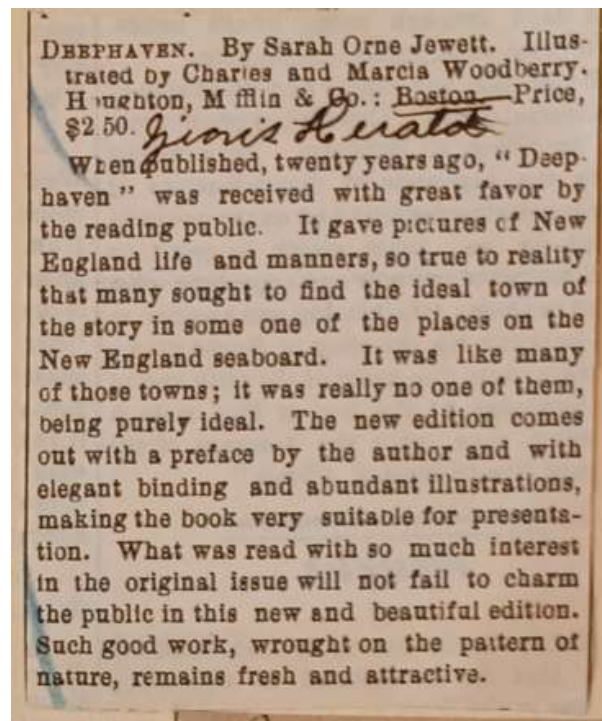 DEEPHAVEN. By Sarah Orne Jewett. Illus-
trated by Charles and Marcia Woodberry.
Houghton, Mifflin & Co.: Boston. Price,
$2.50. Zion's Herald
When published, twenty years ago, "Deep-
haven" was received with great favor by
the reading public. It gave pictures of New
England life and manners, so true to reality
that many sought to find the ideal town of
the story in some one of the places on the
New England seaboard. It was like many
of those towns; it was really no one of them,
being purely ideal. The new edition comes
out with a preface by the author and with
elegant binding and abundant illustrations,
making the book very suitable for presenta-
tion. What was read with so much interest
in the original issue will not fail to charm
the public in this new and beautiful edition.
Such good work, wrought on the pattern of
nature, remains fresh and attractive.